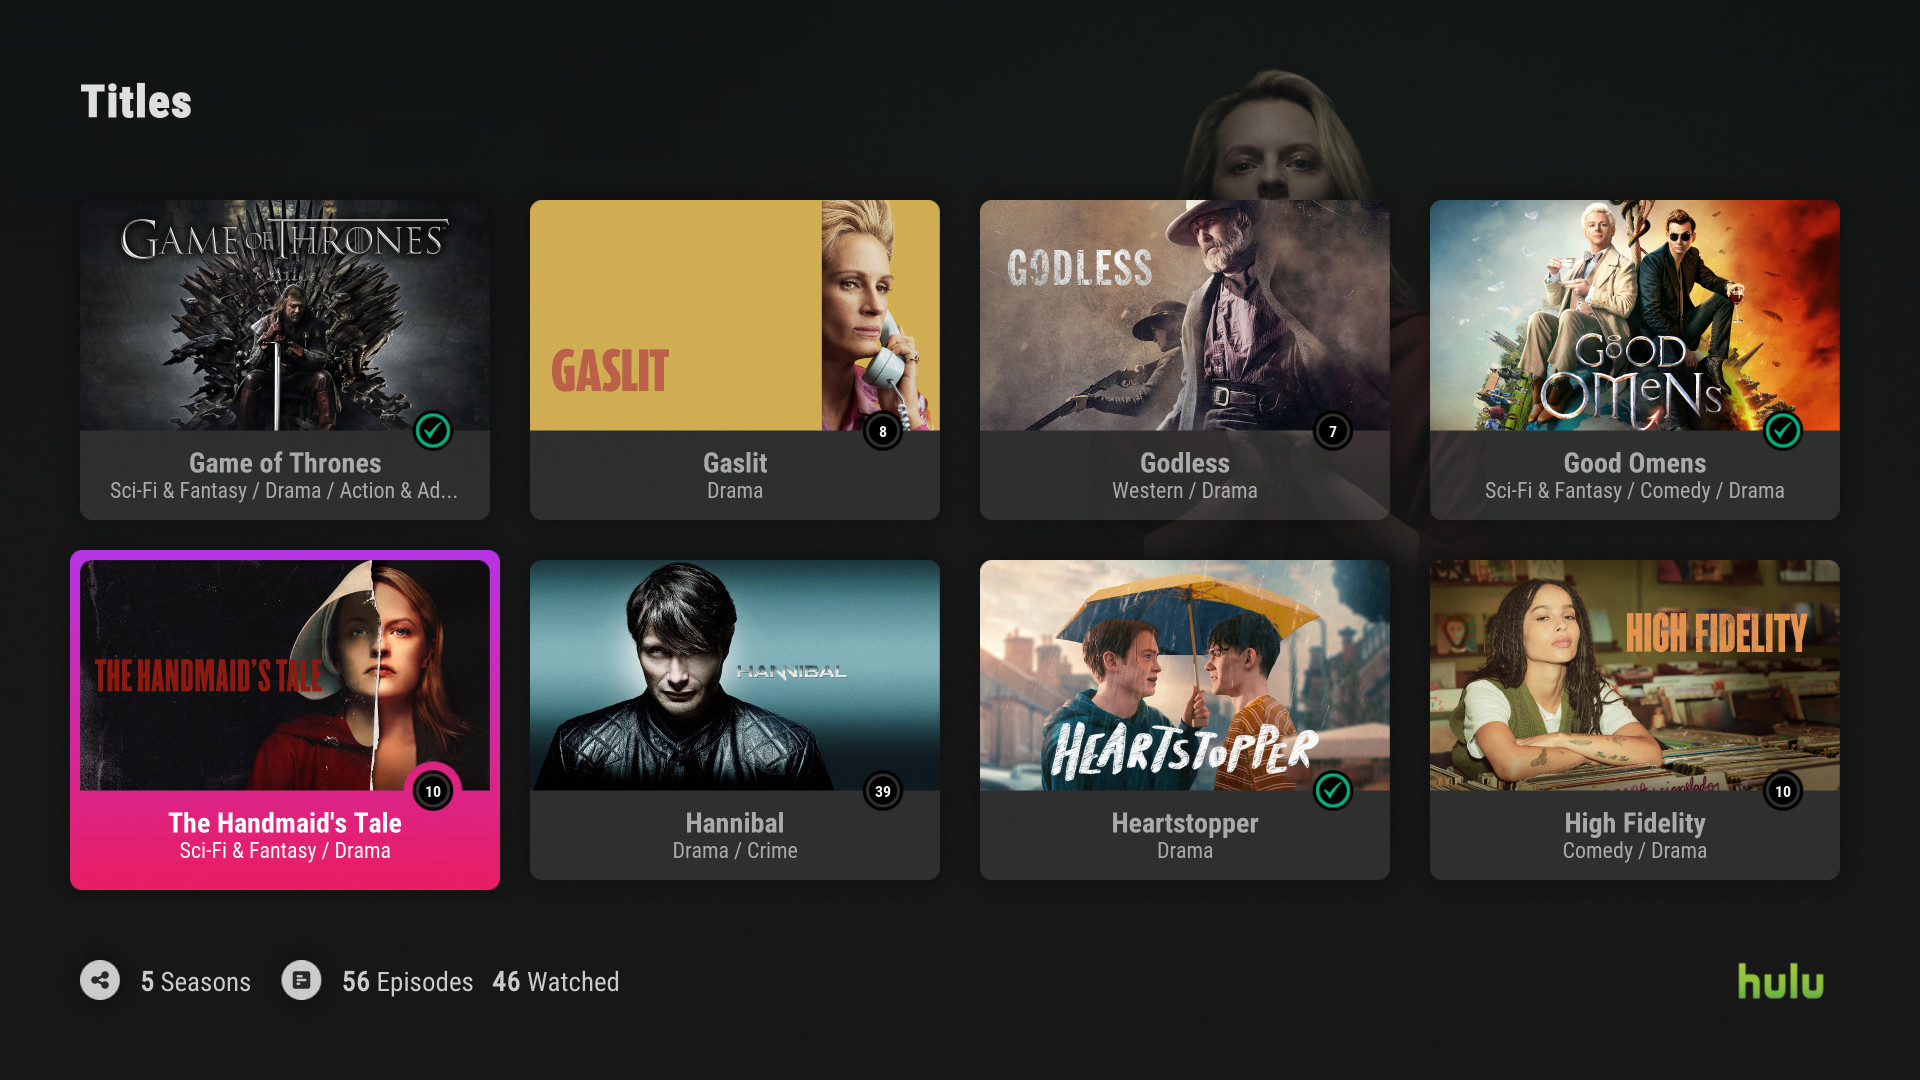 Titles
GAME OF THRONES
GASLIT
GODLESS
GOOD
OMENS
8
7
Game of Thrones
Sci-Fi & Fantasy / Drama / Action & Ad...
Gaslit
Drama
Godless
Western / Drama
Good Omens
Sci-Fi & Fantasy / Comedy / Drama
THE HANDMAID'S TALE
HANNIBAL
HEARTSTOPPER
HIGH FIDELITY
10
39
10
The Handmaid's Tale
Sci-Fi & Fantasy / Drama
Hannibal
Drama / Crime
Heartstopper
Drama
High Fidelity
Comedy / Drama
5 Seasons
56 Episodes
46 Watched
hulu